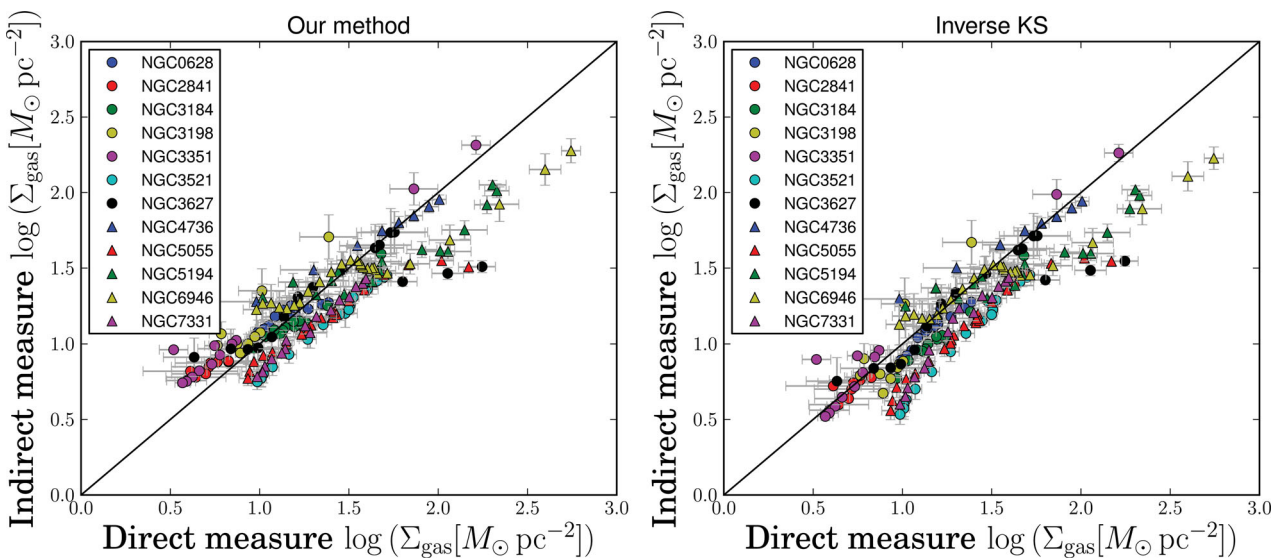 Our method
Indirect measure log (Σgas[M⊙ pc⁻²])
3.0
2.5
2.0
1.5
1.0
0.5
0.0
NGC0628
NGC2841
NGC3184
NGC3198
NGC3351
NGC3521
NGC3627
NGC4736
NGC5055
NGC5194
NGC6946
NGC7331
0.0 0.5 1.0 1.5 2.0 2.5 3.0
Direct measure log (Σgas[M⊙ pc⁻²])
Inverse KS
Indirect measure log (Σgas[M⊙ pc⁻²])
3.0
2.5
2.0
1.5
1.0
0.5
0.0
NGC0628
NGC2841
NGC3184
NGC3198
NGC3351
NGC3521
NGC3627
NGC4736
NGC5055
NGC5194
NGC6946
NGC7331
0.0 0.5 1.0 1.5 2.0 2.5 3.0
Direct measure log (Σgas[M⊙ pc⁻²])